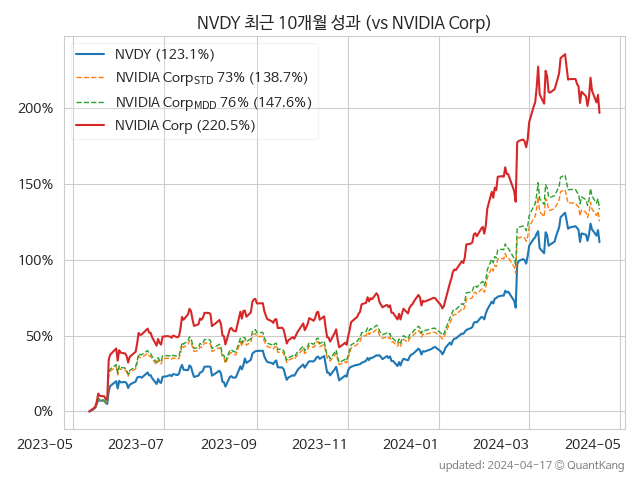 NVDY 최근 10개월 성과 (vs NVIDIA Corp)
NVDY (123.1%)
NVIDIA CorpSTD 73% (138.7%)
NVIDIA CorpMDD 76% (147.6%)
NVIDIA Corp (220.5%)
200%
150%
100%
50%
0%
2023-05 2023-07 2023-09 2023-11 2024-01 2024-03 2024-05
updated: 2024-04-17 © QuantKang